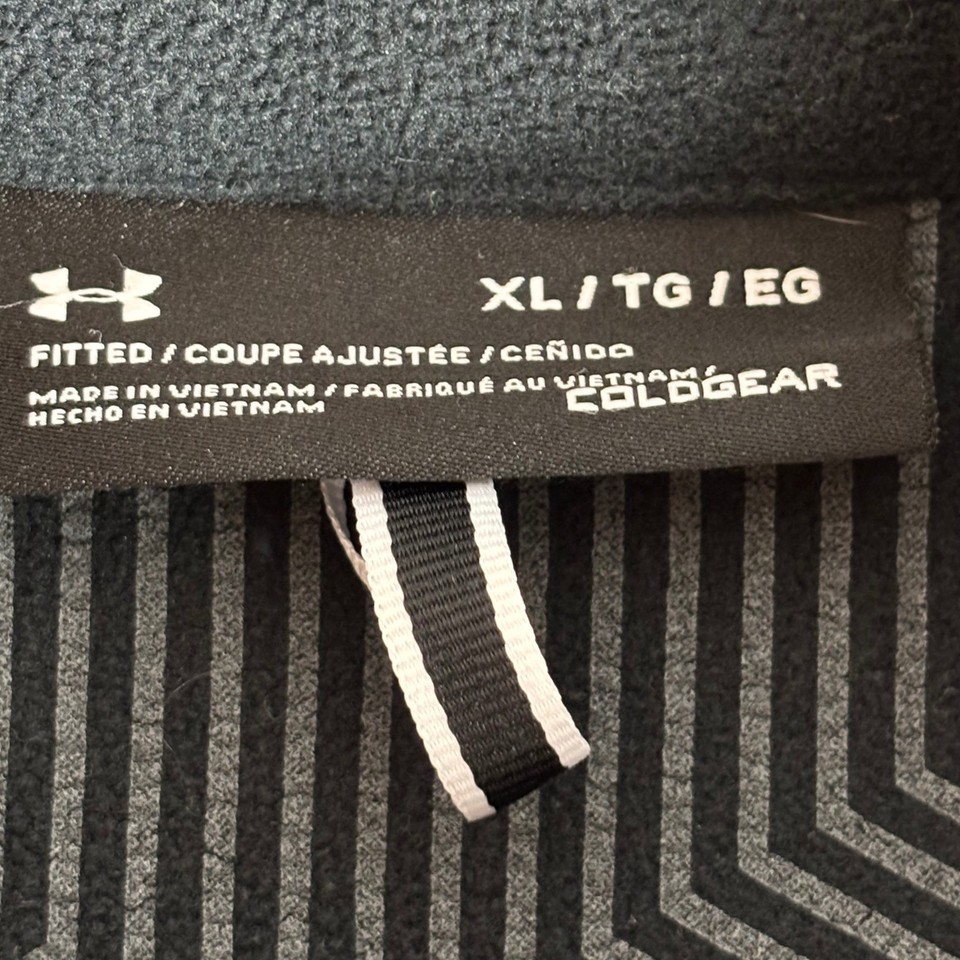 XL / TG / EG
FITTED / COUPE AJUSTÉE / CEÑIDO
MADE IN VIETNAM / FABRIQUÉ AU VIETNAM /
HECHO EN VIETNAM
COLDGEAR